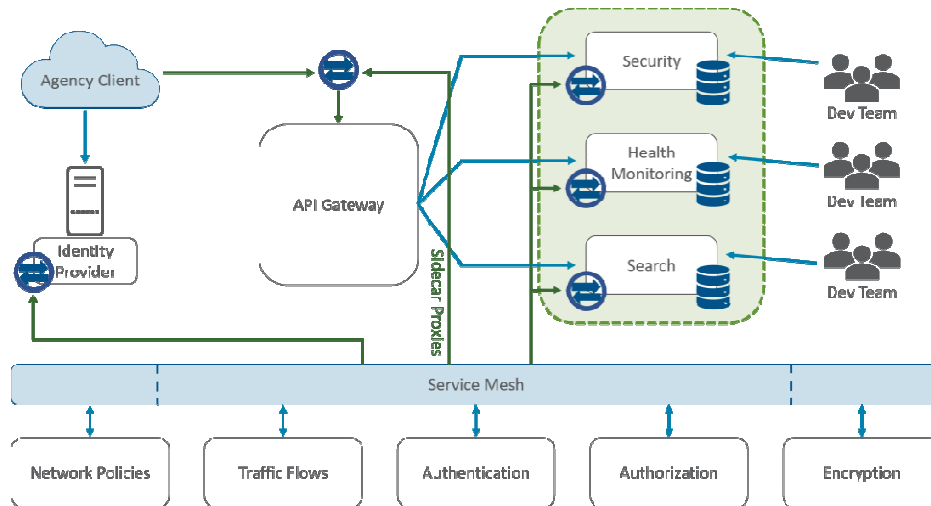 Agency Client
Security
Dev Team
API Gateway
Health
Monitoring
Dev Team
Identity
Provider
Sidecar Proxies
Search
Dev Team
Service Mesh
Network Policies
Traffic Flows
Authentication
Authorization
Encryption